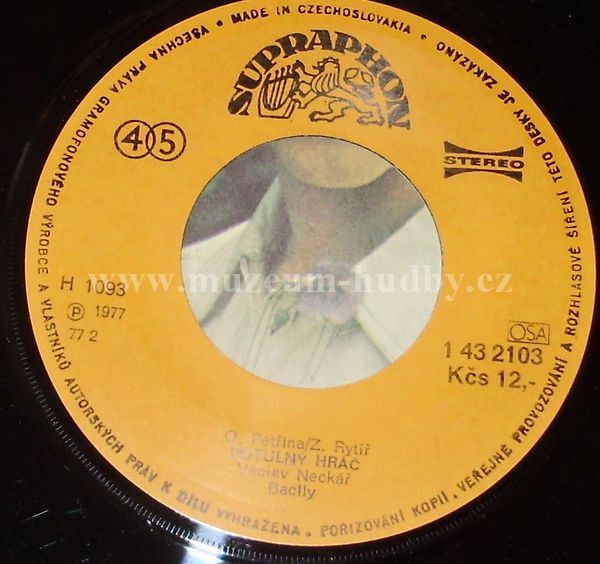 • MADE IN CZECHOSLOVAKIA •
VŠECHNA PRÁVA GRAMOFONOVÉHO VÝROBCE A VLASTNÍKŮ AUTORSKÝCH PRÁV K DÍLU VYHRAŽENA. POŘIZOVÁNÍ KOPIÍ, VEŘEJNÉ PROVOZOVÁNÍ A ROZHLASOVÉ ŠÍŘENÍ TÉTO DESKY JE ZAKÁZÁNO
SUPRAPHON
45
STEREO
www.muzeum-hudby.cz
H 1093
℗ 1977
77 2
OSA
1 43 2103
Kčs 12,-
O. Petřina/Z. Rytíř
POTULNÝ HRÁČ
Václav Neckář
Bacily